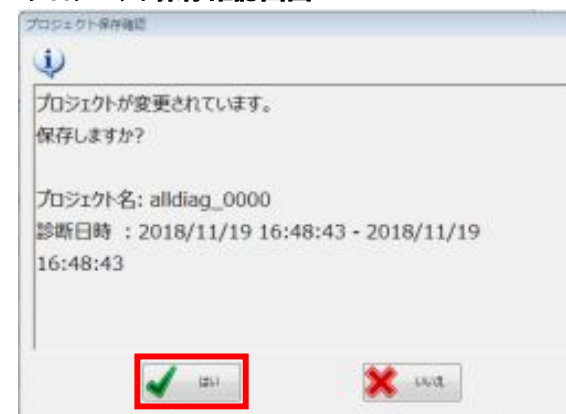 プロジェクト保存確認
プロジェクトが変更されています。
保存しますか?
プロジェクト名: alldiag_0000
診断日時 : 2018/11/19 16:48:43 - 2018/11/19
16:48:43
はい
いいえ